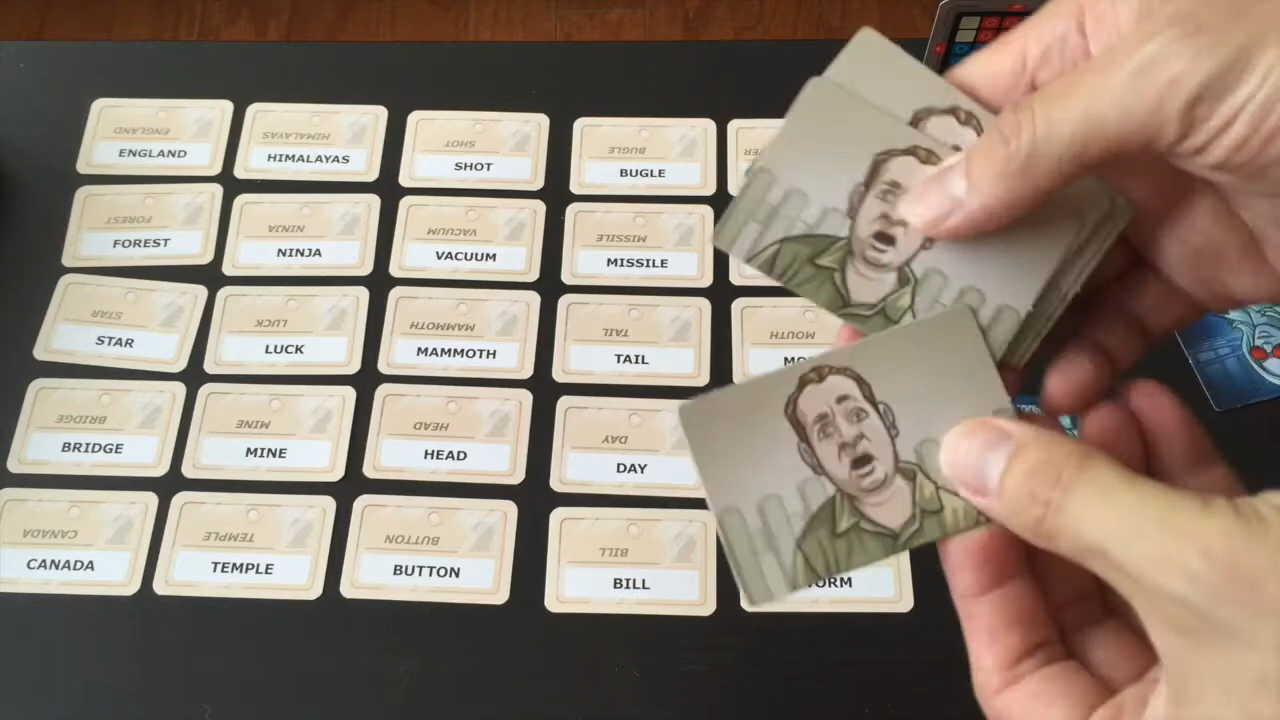 ENGLAND
ENGLAND
HIMALAYAS
HIMALAYAS
SHOT
SHOT
BUGLE
BUGLE
FOREST
FOREST
NINJA
NINJA
VACUUM
VACUUM
MISSILE
MISSILE
STAR
STAR
LUCK
LUCK
MAMMOTH
MAMMOTH
TAIL
TAIL
MOUTH
BRIDGE
BRIDGE
MINE
MINE
HEAD
HEAD
DAY
DAY
CANADA
CANADA
TEMPLE
TEMPLE
BUTTON
BUTTON
BILL
BILL